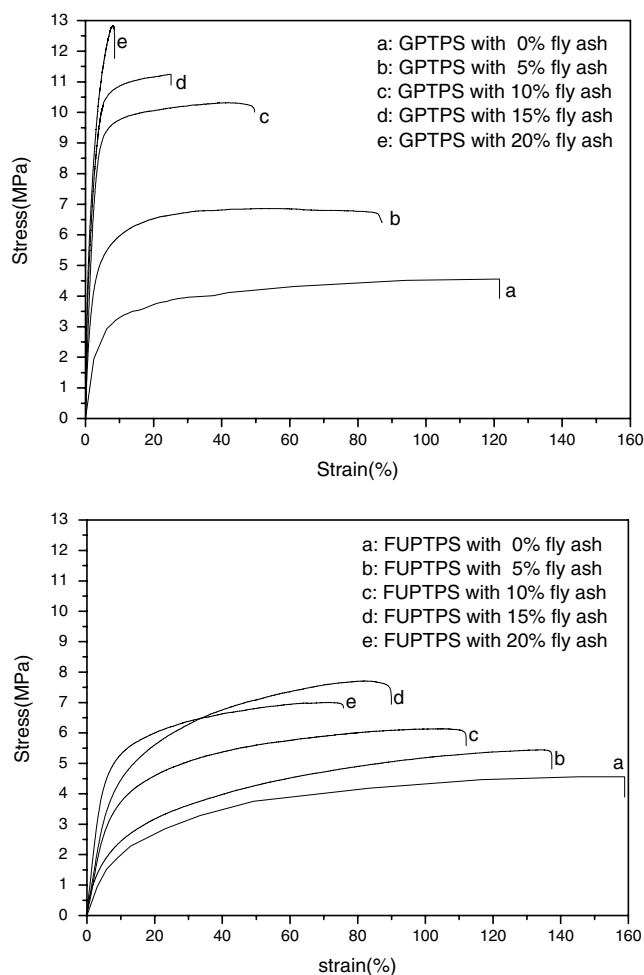 13
12
11
10
9
8
7
6
5
4
3
2
1
0
Stress(MPa)
e
d
c
b
a
a: GPTPS with 0% fly ash
b: GPTPS with 5% fly ash
c: GPTPS with 10% fly ash
d: GPTPS with 15% fly ash
e: GPTPS with 20% fly ash
0 20 40 60 80 100 120 140 160
Strain(%)
13
12
11
10
9
8
7
6
5
4
3
2
1
0
Stress(MPa)
a: FUPTPS with 0% fly ash
b: FUPTPS with 5% fly ash
c: FUPTPS with 10% fly ash
d: FUPTPS with 15% fly ash
e: FUPTPS with 20% fly ash
e
d
c
b
a
0 20 40 60 80 100 120 140 160
strain(%)